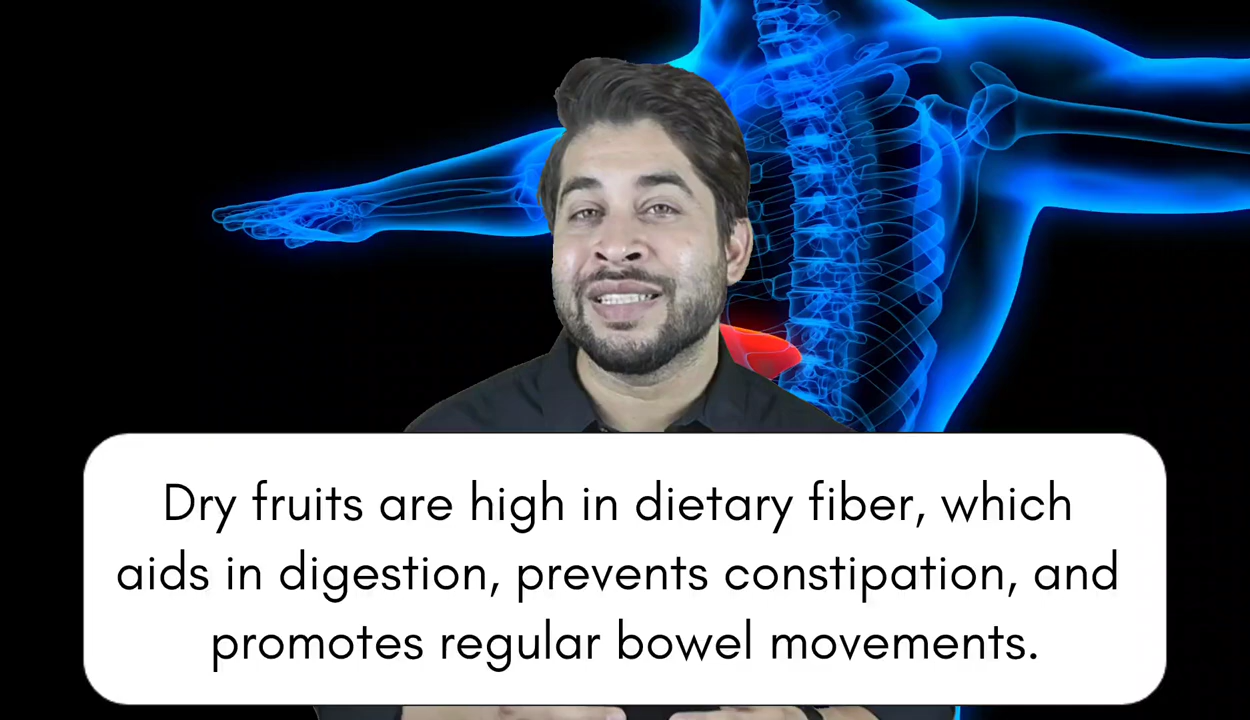 Dry fruits are high in dietary fiber, which
aids in digestion, prevents constipation, and
promotes regular bowel movements.